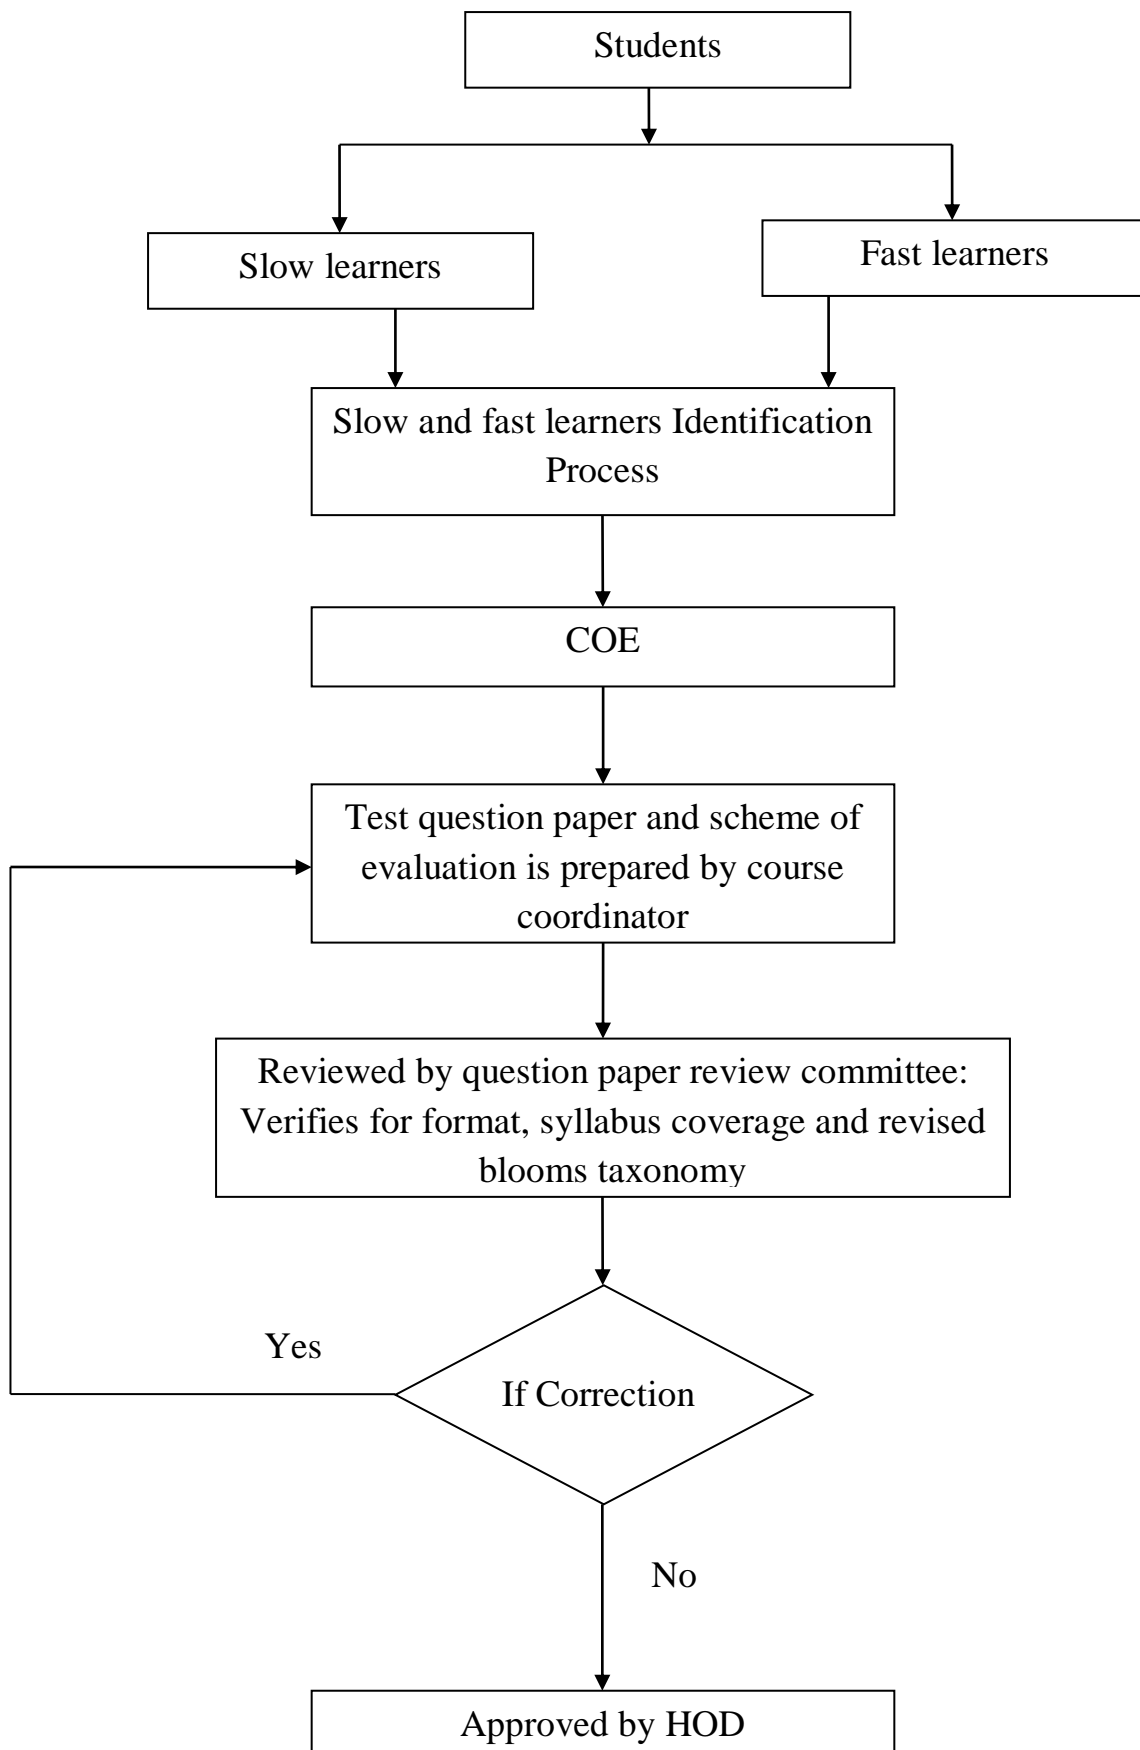 Students
Slow learners
Fast learners
Slow and fast learners Identification
Process
COE
Test question paper and scheme of
evaluation is prepared by course
coordinator
Reviewed by question paper review committee:
Verifies for format, syllabus coverage and revised
blooms taxonomy
Yes
If Correction
No
Approved by HOD